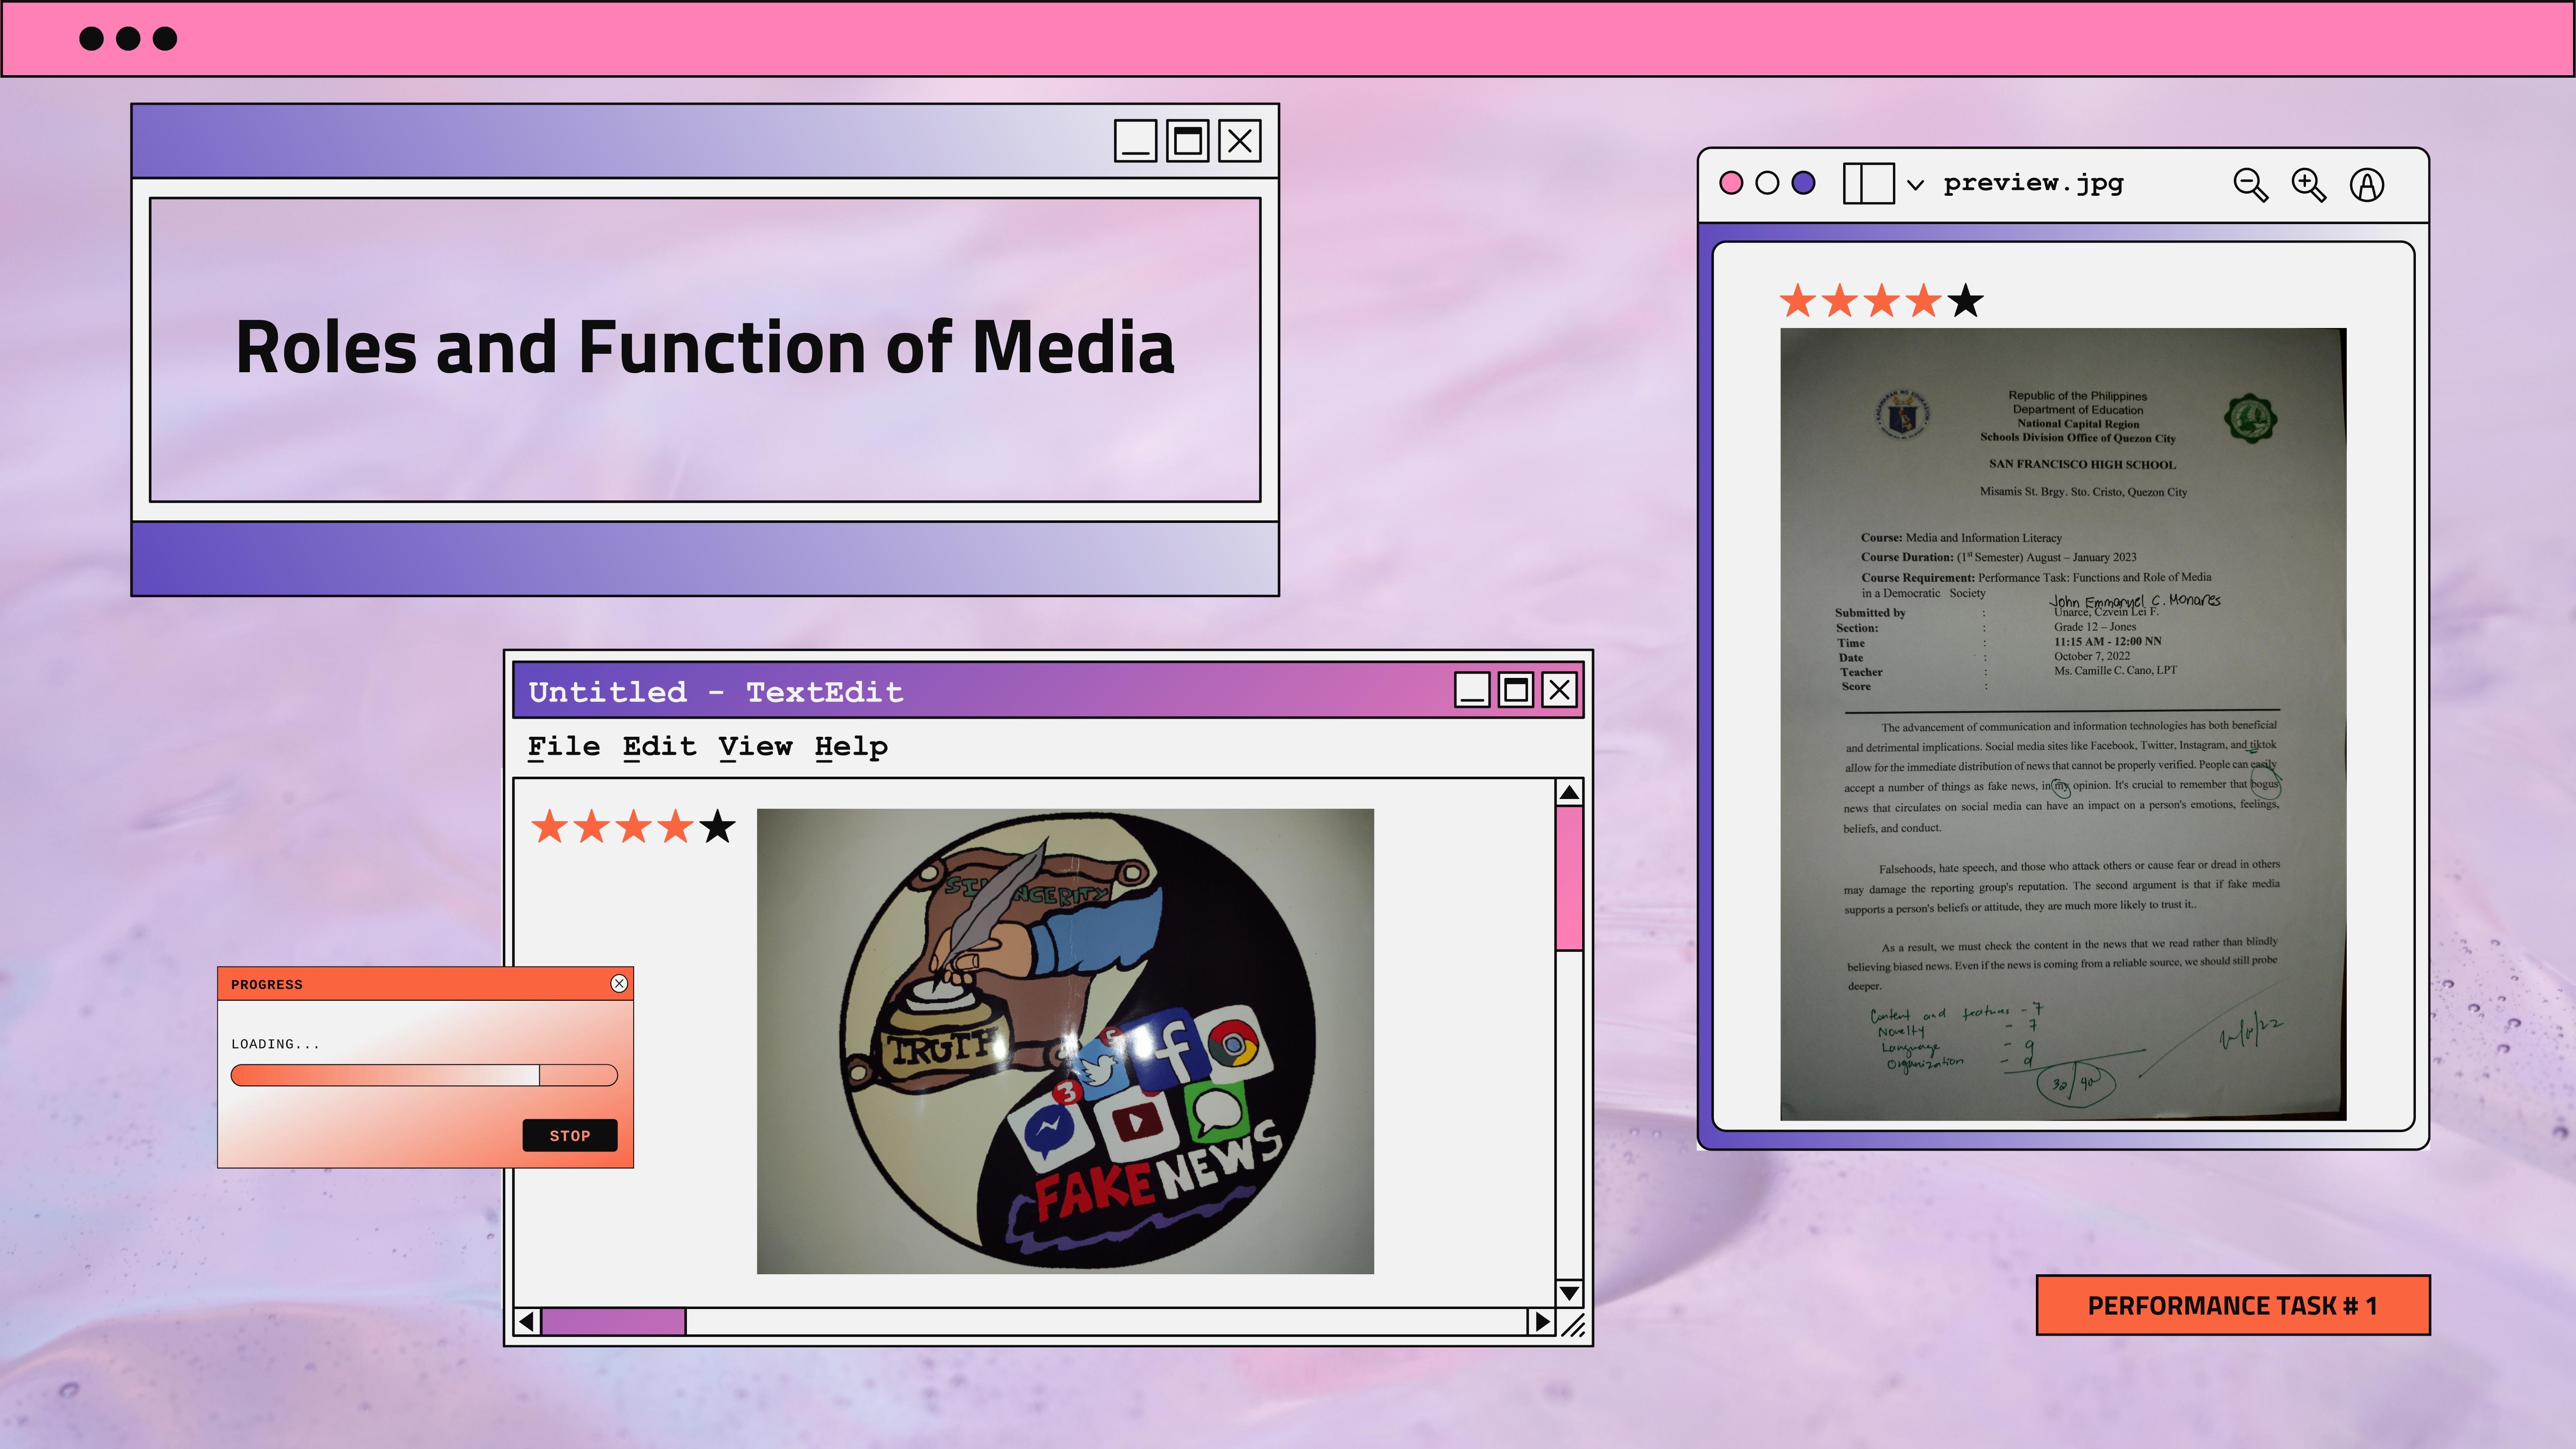 Roles and Function of Media
preview.jpg
Republic of the Philippines
Department of Education
National Capital Region
Schools Division Office of Quezon City
SAN FRANCISCO HIGH SCHOOL
Misamis St. Brgy. Sto. Cristo, Quezon City
Course: Media and Information Literacy
Course Duration: (1st Semester) August – January 2023
Course Requirement: Performance Task: Functions and Role of Media
in a Democratic Society
John Emmanuel C. Monares
Submitted by : Unarce, Czvein Lei F.
Section: : Grade 12 – Jones
Time : 11:15 AM - 12:00 NN
Date : October 7, 2022
Teacher : Ms. Camille C. Cano, LPT
Score :
The advancement of communication and information technologies has both beneficial
and detrimental implications. Social media sites like Facebook, Twitter, Instagram, and tiktok
allow for the immediate distribution of news that cannot be properly verified. People can easily
accept a number of things as fake news, in my opinion. It's crucial to remember that bogus
news that circulates on social media can have an impact on a person's emotions, feelings,
beliefs, and conduct.
Falsehoods, hate speech, and those who attack others or cause fear or dread in others
may damage the reporting group's reputation. The second argument is that if fake media
supports a person's beliefs or attitude, they are much more likely to trust it..
As a result, we must check the content in the news that we read rather than blindly
believing biased news. Even if the news is coming from a reliable source, we should still probe
deeper.
Content and features - 7
Novelty - 7
Language - 9
Organization - 9
32/40
Untitled - TextEdit
File Edit View Help
SINCERITY
TRUTH
3
FAKE NEWS
PROGRESS
LOADING...
STOP
PERFORMANCE TASK # 1